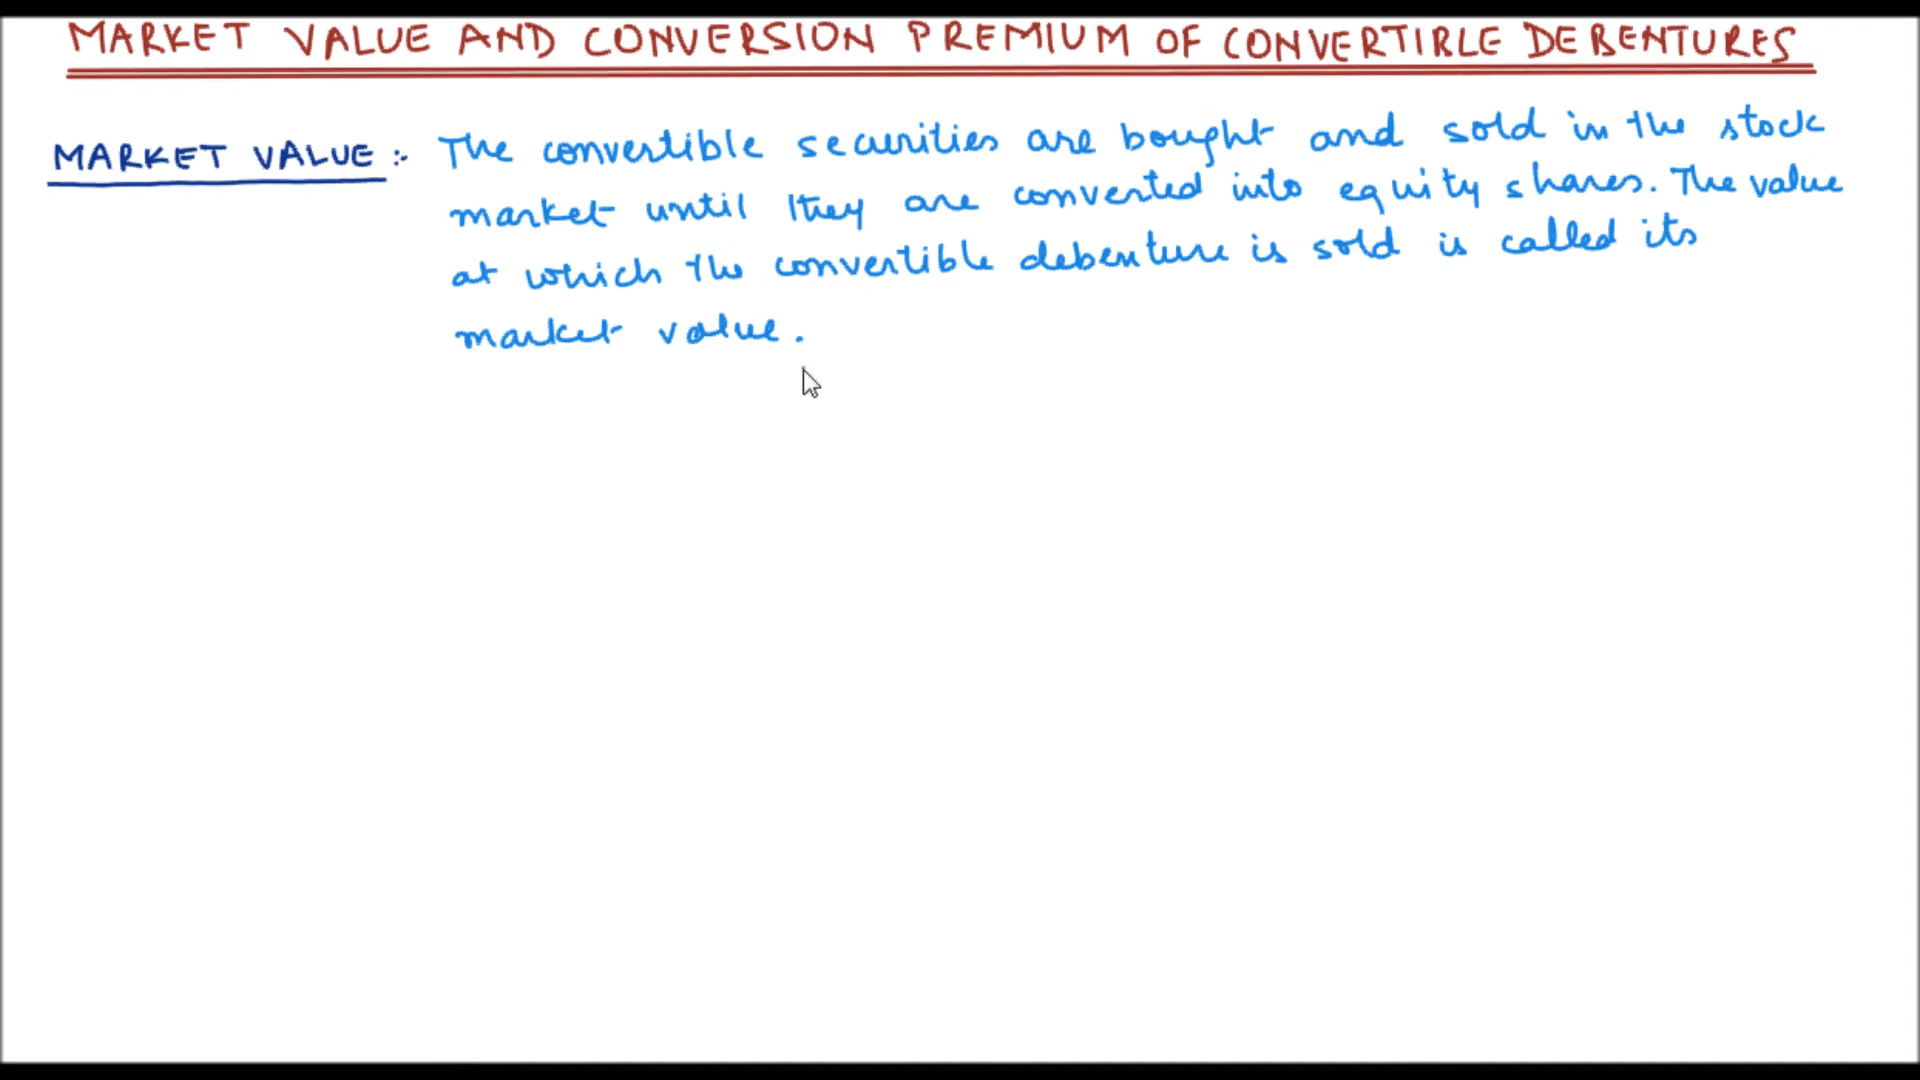 MARKET VALUE AND CONVERSION PREMIUM OF CONVERTIBLE DEBENTURES
MARKET VALUE :- The convertible securities are bought and sold in the stock
market until they are converted into equity shares. The value
at which the convertible debenture is sold is called its
market value.